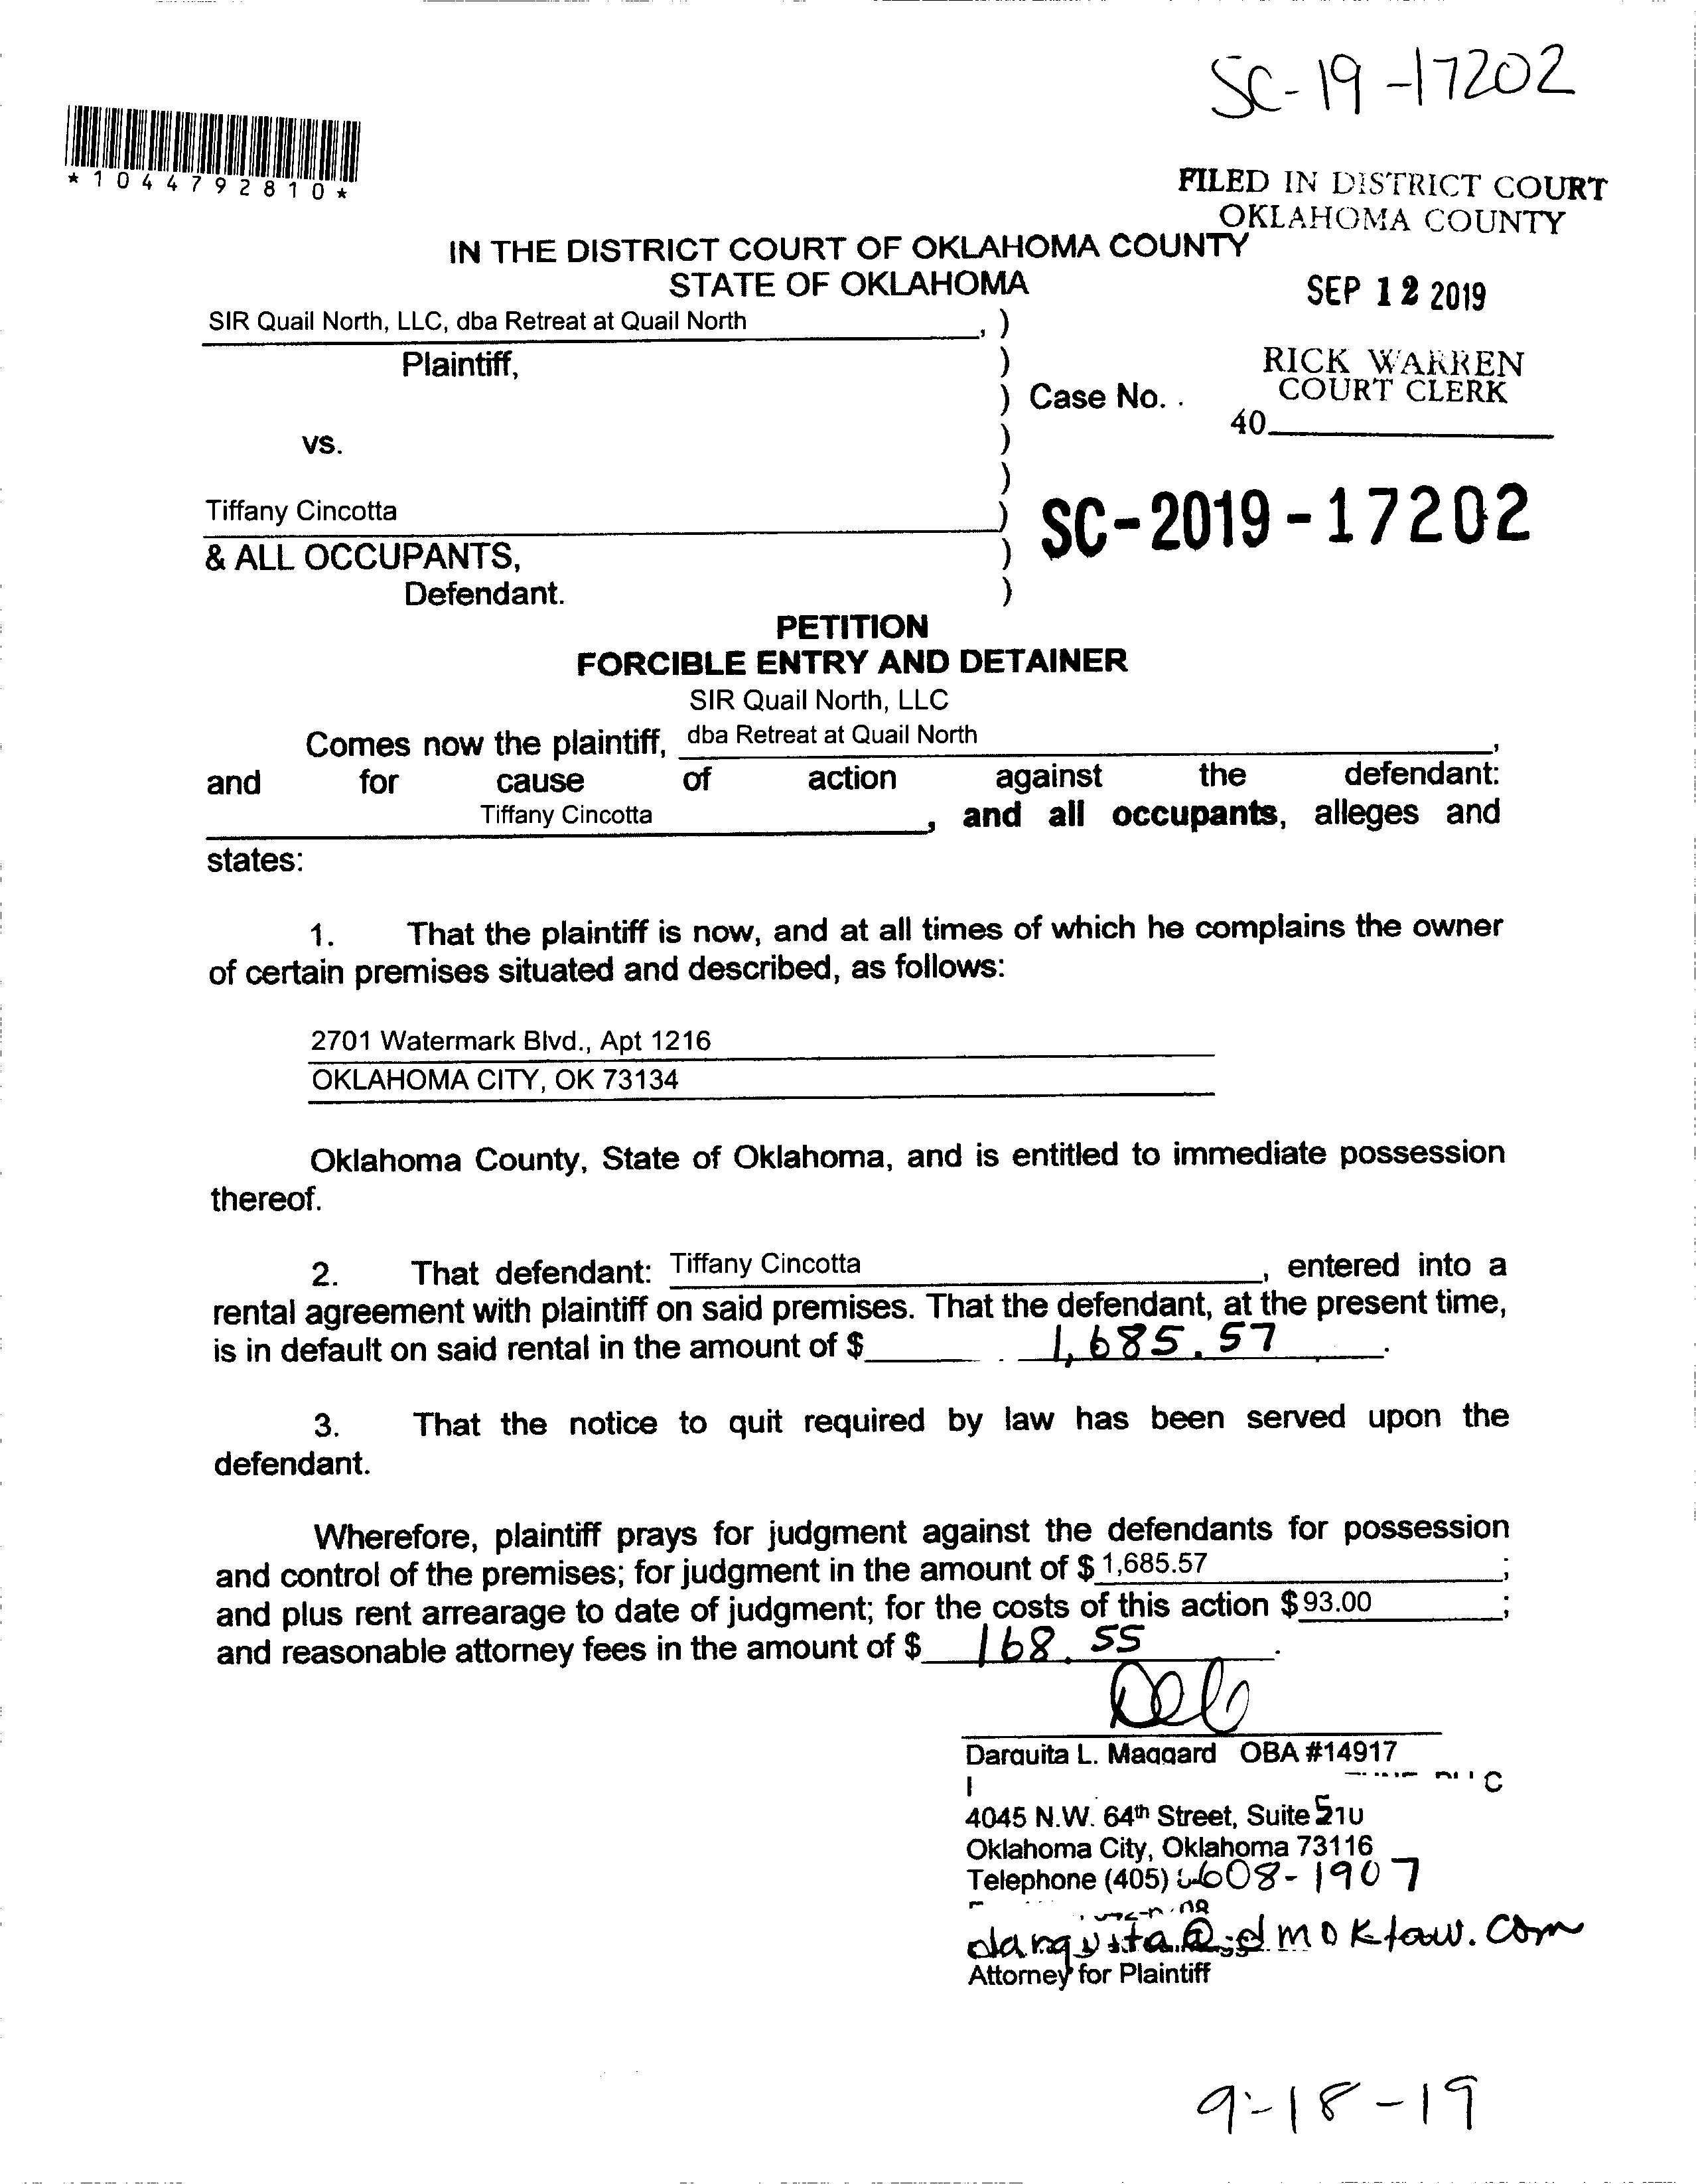 SC-19-17202
*1044792810*
FILED IN DISTRICT COURT
OKLAHOMA COUNTY
IN THE DISTRICT COURT OF OKLAHOMA COUNTY
STATE OF OKLAHOMA
SEP 12 2019
SIR Quail North, LLC, dba Retreat at Quail North , )
Plaintiff, )
RICK WARREN
COURT CLERK
) Case No. .
40
vs. )
)
Tiffany Cincotta )
SC-2019-17202
& ALL OCCUPANTS, )
Defendant. )
PETITION
FORCIBLE ENTRY AND DETAINER
SIR Quail North, LLC
Comes now the plaintiff, dba Retreat at Quail North ,
and for cause of action against the defendant:
Tiffany Cincotta , and all occupants, alleges and
states:
1. That the plaintiff is now, and at all times of which he complains the owner
of certain premises situated and described, as follows:
2701 Watermark Blvd., Apt 1216
OKLAHOMA CITY, OK 73134
Oklahoma County, State of Oklahoma, and is entitled to immediate possession
thereof.
2. That defendant: Tiffany Cincotta , entered into a
rental agreement with plaintiff on said premises. That the defendant, at the present time,
is in default on said rental in the amount of $ 1,685.57 .
3. That the notice to quit required by law has been served upon the
defendant.
Wherefore, plaintiff prays for judgment against the defendants for possession
and control of the premises; for judgment in the amount of $ 1,685.57 ;
and plus rent arrearage to date of judgment; for the costs of this action $ 93.00 ;
and reasonable attorney fees in the amount of $ 168.55 .
Darquita L. Maggard OBA #14917
4045 N.W. 64th Street, Suite 510
Oklahoma City, Oklahoma 73116
Telephone (405) 608-1907
darquita@dmoklaw.com
Attorney for Plaintiff
9-18-19